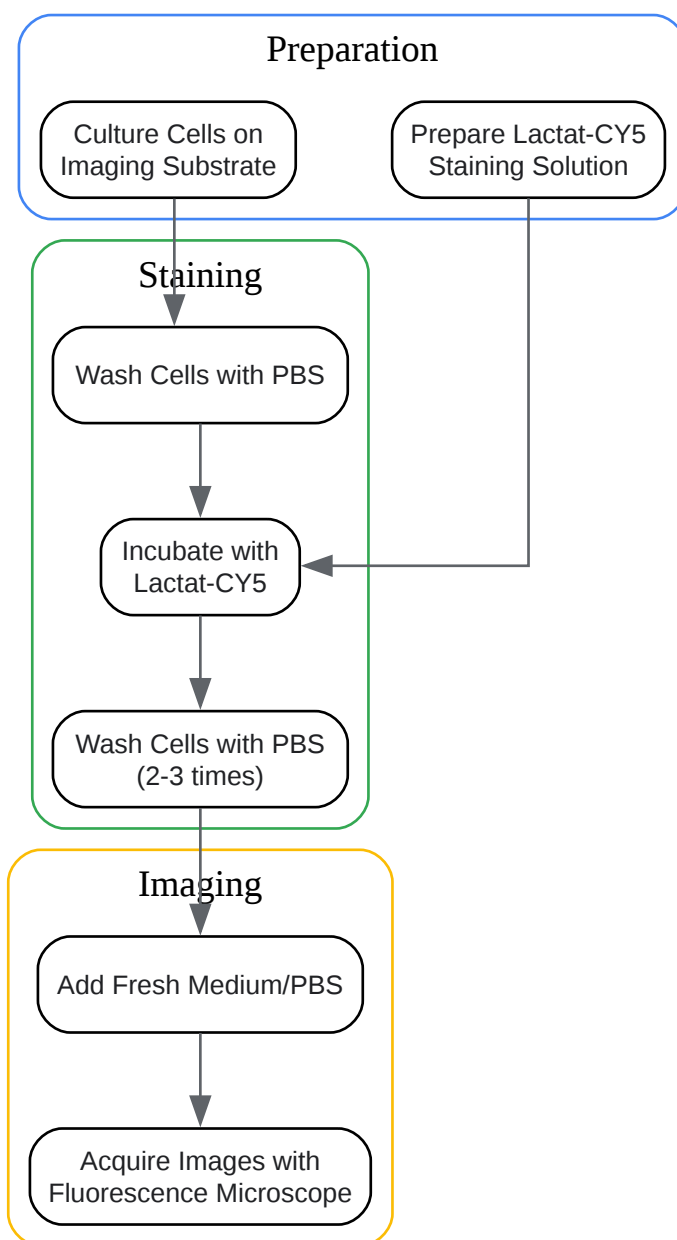 Preparation
Culture Cells on
Imaging Substrate
Prepare Lactat-CY5
Staining Solution
Staining
Wash Cells with PBS
Incubate with
Lactat-CY5
Wash Cells with PBS
(2-3 times)
Imaging
Add Fresh Medium/PBS
Acquire Images with
Fluorescence Microscope